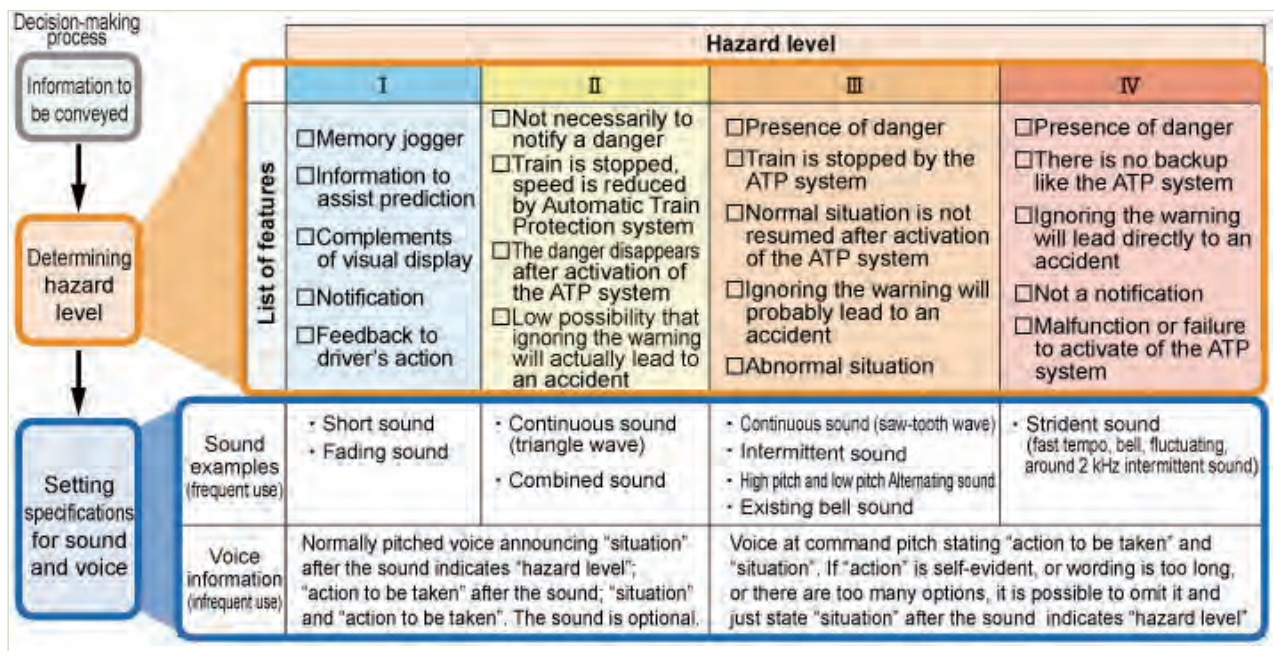 Decision-making
process
Information to
be conveyed
Determining
hazard
level
Setting
specifications
for sound
and voice
Hazard level
I
II
III
IV
List of features
☐Memory jogger
☐Information to
assist prediction
☐Complements
of visual display
☐Notification
☐Feedback to
driver's action
☐Not necessarily to
notify a danger
☐Train is stopped,
speed is reduced
by Automatic Train
Protection system
☐The danger disappears
after activation of
the ATP system
☐Low possibility that
ignoring the warning
will actually lead to
an accident
☐Presence of danger
☐Train is stopped by the
ATP system
☐Normal situation is not
resumed after activation
of the ATP system
☐Ignoring the warning will
probably lead to an
accident
☐Abnormal situation
☐Presence of danger
☐There is no backup
like the ATP system
☐Ignoring the warning
will lead directly to an
accident
☐Not a notification
☐Malfunction or failure
to activate of the ATP
system
Sound
examples
(frequent use)
・Short sound
・Fading sound
・Continuous sound
(triangle wave)
・Combined sound
・Continuous sound (saw-tooth wave)
・Intermittent sound
・High pitch and low pitch Alternating sound
・Existing bell sound
・Strident sound
(fast tempo, bell, fluctuating,
around 2 kHz intermittent sound)
Voice
information
(infrequent use)
Normally pitched voice announcing "situation"
after the sound indicates "hazard level";
"action to be taken" after the sound; "situation"
and "action to be taken". The sound is optional.
Voice at command pitch stating "action to be taken" and
"situation". If "action" is self-evident, or wording is too long,
or there are too many options, it is possible to omit it and
just state "situation" after the sound indicates "hazard level"